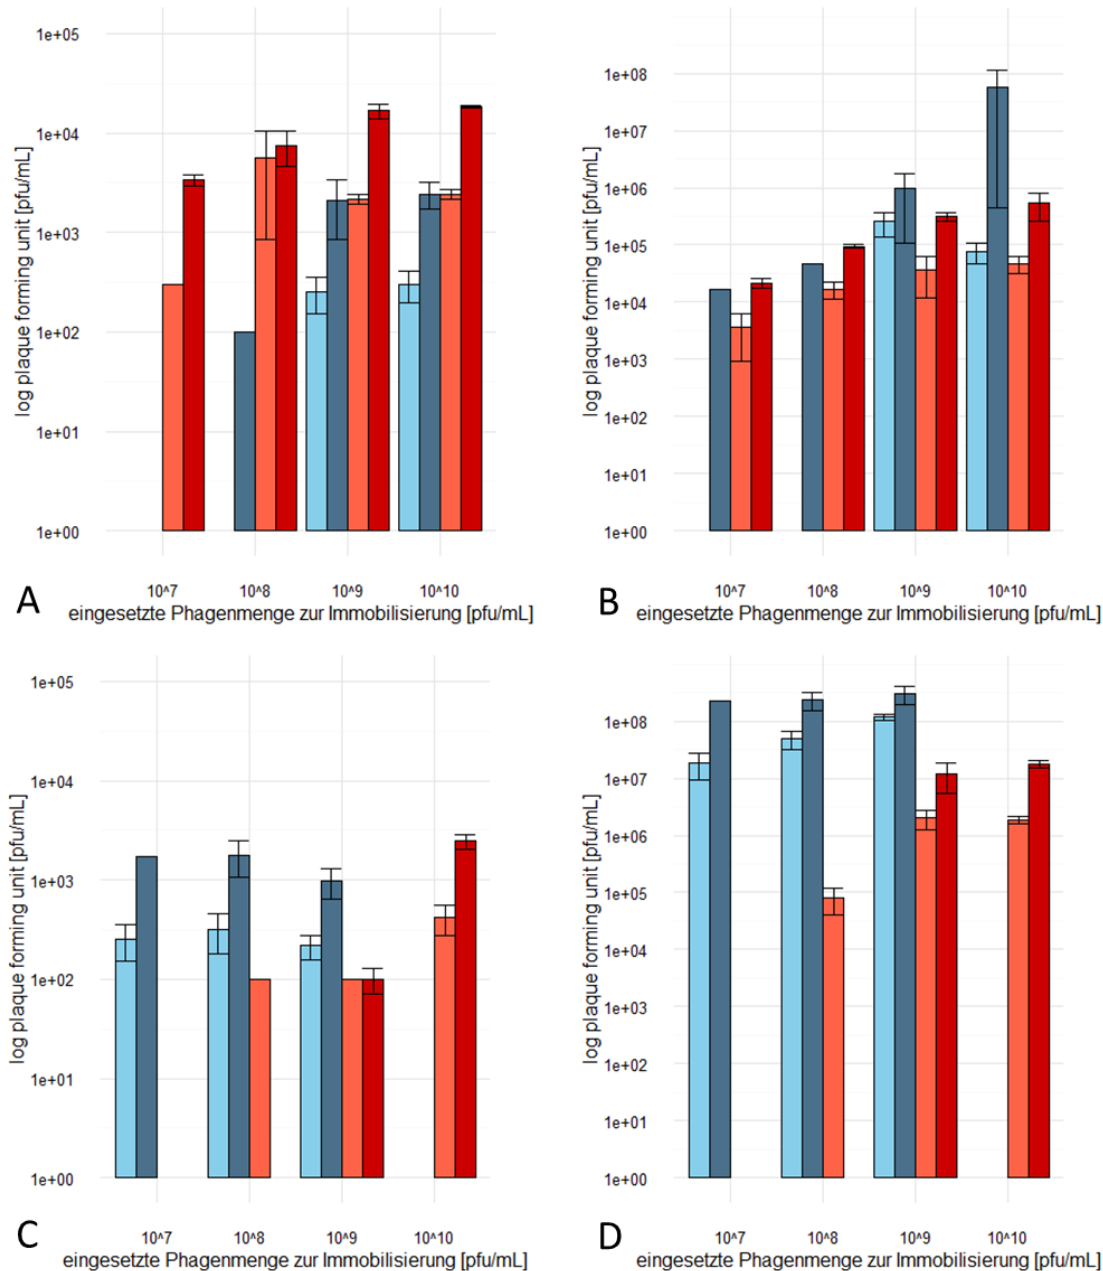 log plaque forming unit [pfu/mL]
1e+05
1e+04
1e+03
1e+02
1e+01
1e+00
10^7 10^8 10^9 10^10
A
eingesetzte Phagenmenge zur Immobilisierung [pfu/mL]
log plaque forming unit [pfu/mL]
1e+08
1e+07
1e+06
1e+05
1e+04
1e+03
1e+02
1e+01
1e+00
10^7 10^8 10^9 10^10
B
eingesetzte Phagenmenge zur Immobilisierung [pfu/mL]
log plaque forming unit [pfu/mL]
1e+05
1e+04
1e+03
1e+02
1e+01
1e+00
10^7 10^8 10^9 10^10
C
eingesetzte Phagenmenge zur Immobilisierung [pfu/mL]
log plaque forming unit [pfu/mL]
1e+08
1e+07
1e+06
1e+05
1e+04
1e+03
1e+02
1e+01
1e+00
10^7 10^8 10^9 10^10
D
eingesetzte Phagenmenge zur Immobilisierung [pfu/mL]